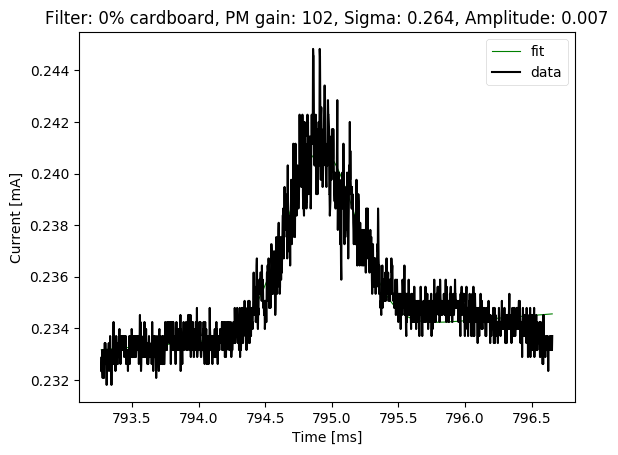 Filter: 0% cardboard, PM gain: 102, Sigma: 0.264, Amplitude: 0.007
fit
data
0.244
0.242
0.240
0.238
0.236
0.234
0.232
Current [mA]
793.5 794.0 794.5 795.0 795.5 796.0 796.5
Time [ms]